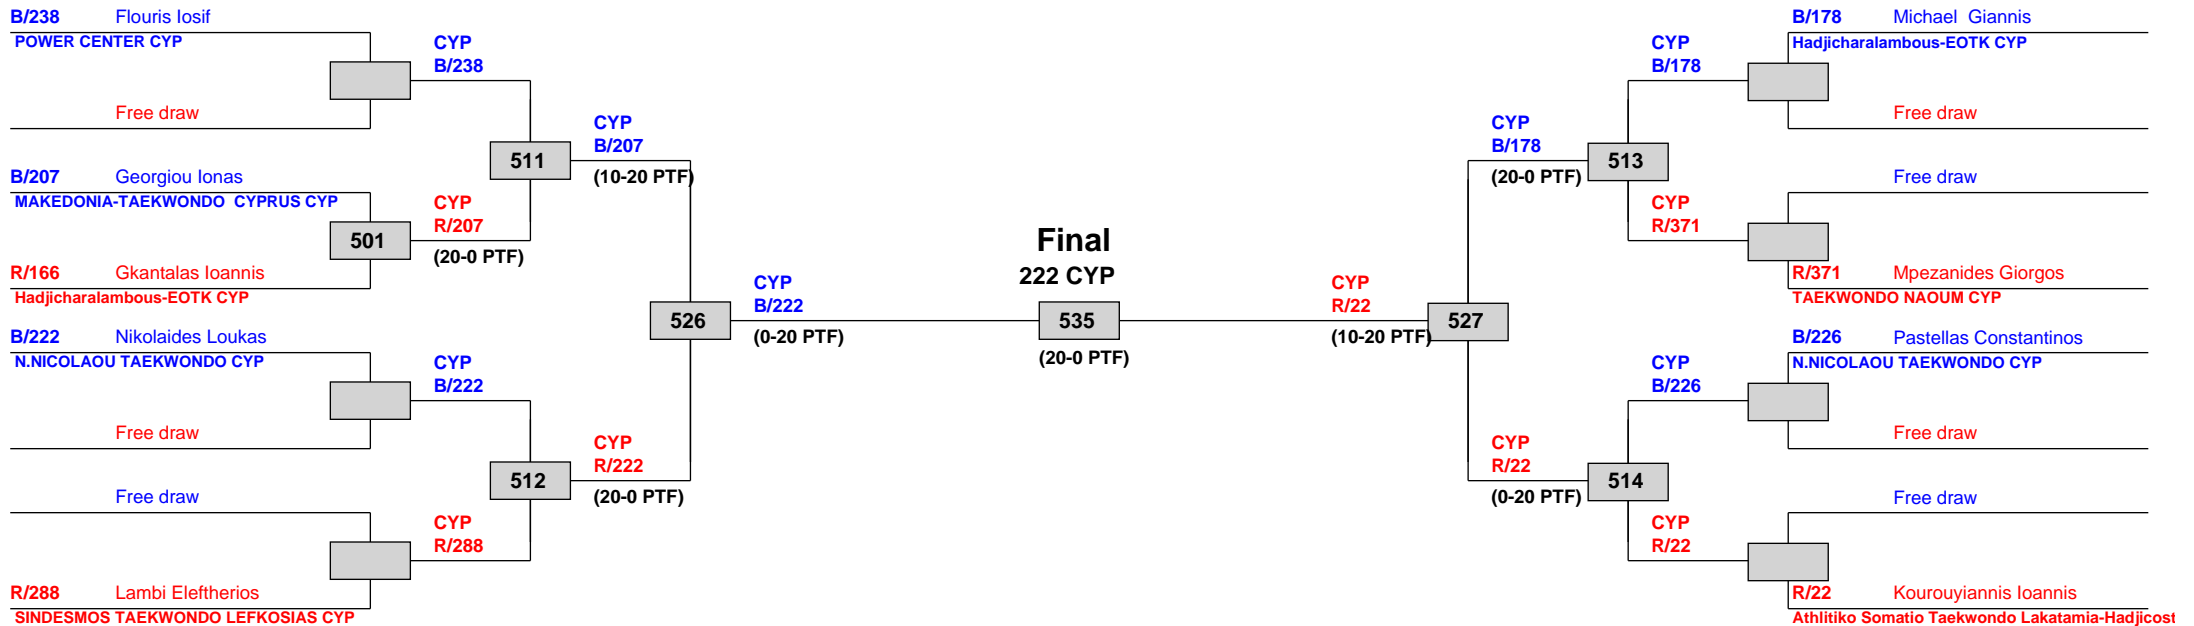 B/238 Flouris Iosif
POWER CENTER CYP
Free draw
B/207 Georgiou Ionas
MAKEDONIA-TAEKWONDO CYPRUS CYP
R/166 Gkantalas Ioannis
Hadjicharalambous-EOTK CYP
B/222 Nikolaides Loukas
N.NICOLAOU TAEKWONDO CYP
Free draw
Free draw
R/288 Lambi Eleftherios
SINDESMOS TAEKWONDO LEFKOSIAS CYP
CYP
B/238
501
CYP
R/207
(20-0 PTF)
CYP
B/222
CYP
R/288
511
CYP
B/207
(10-20 PTF)
512
CYP
R/222
(20-0 PTF)
526
CYP
B/222
(0-20 PTF)
Final
222 CYP
535
(20-0 PTF)
CYP
R/22
(10-20 PTF)
527
CYP
B/178
(20-0 PTF)
513
CYP
R/22
(0-20 PTF)
514
CYP
B/178
CYP
R/371
CYP
B/226
CYP
R/22
B/178 Michael Giannis
Hadjicharalambous-EOTK CYP
Free draw
Free draw
R/371 Mpezanides Giorgos
TAEKWONDO NAOUM CYP
B/226 Pastellas Constantinos
N.NICOLAOU TAEKWONDO CYP
Free draw
Free draw
R/22 Kourouyiannis Ioannis
Athlitiko Somatio Taekwondo Lakatamia-Hadjicost